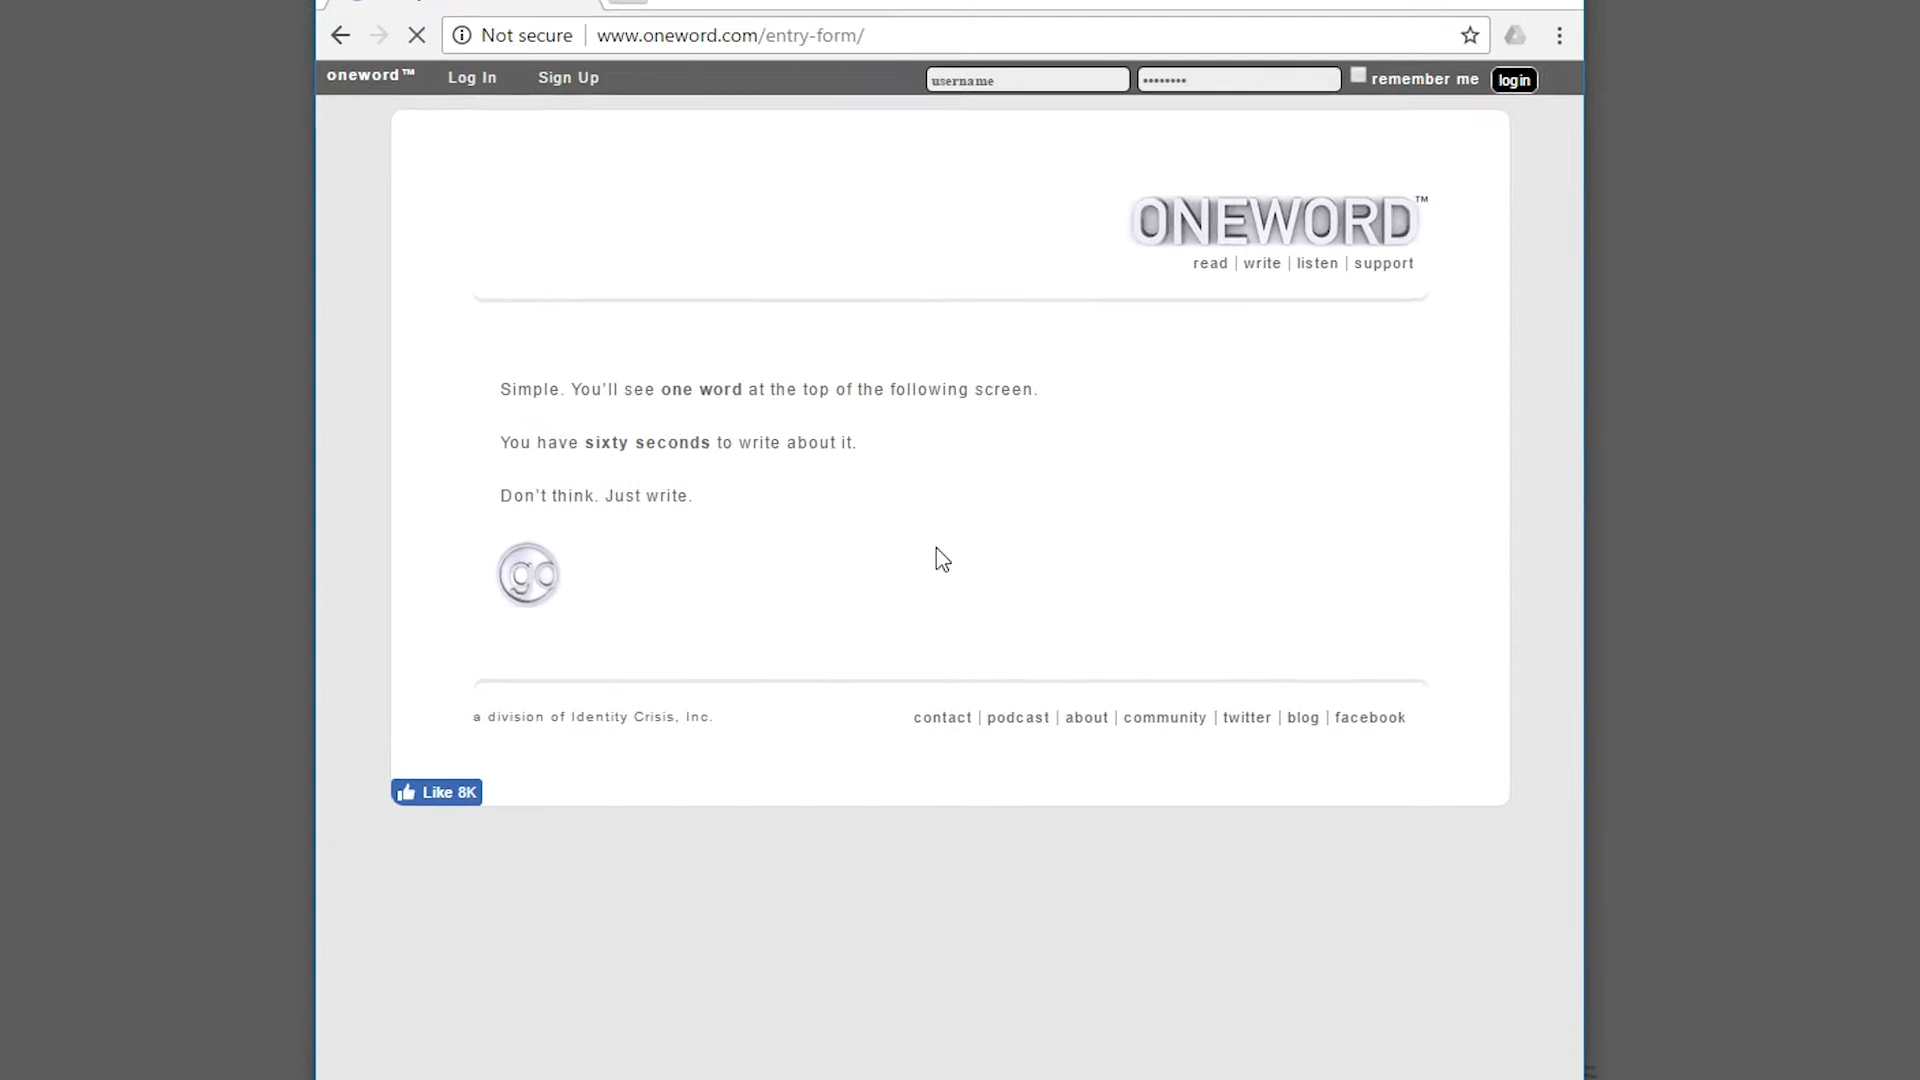 Not secure | www.oneword.com/entry-form/
oneword™ Log In Sign Up username •••••••• remember me login
ONEWORD™
read | write | listen | support
Simple. You'll see one word at the top of the following screen.
You have sixty seconds to write about it.
Don't think. Just write.
go
a division of Identity Crisis, Inc. contact | podcast | about | community | twitter | blog | facebook
Like 8K